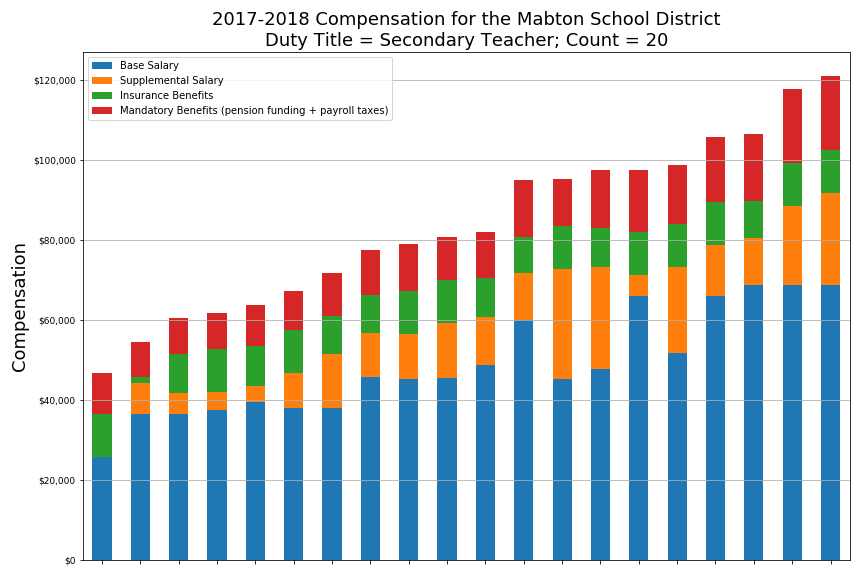 2017-2018 Compensation for the Mabton School District
Duty Title = Secondary Teacher; Count = 20
Base Salary
Supplemental Salary
Insurance Benefits
Mandatory Benefits (pension funding + payroll taxes)
Compensation
$120,000
$100,000
$80,000
$60,000
$40,000
$20,000
$0